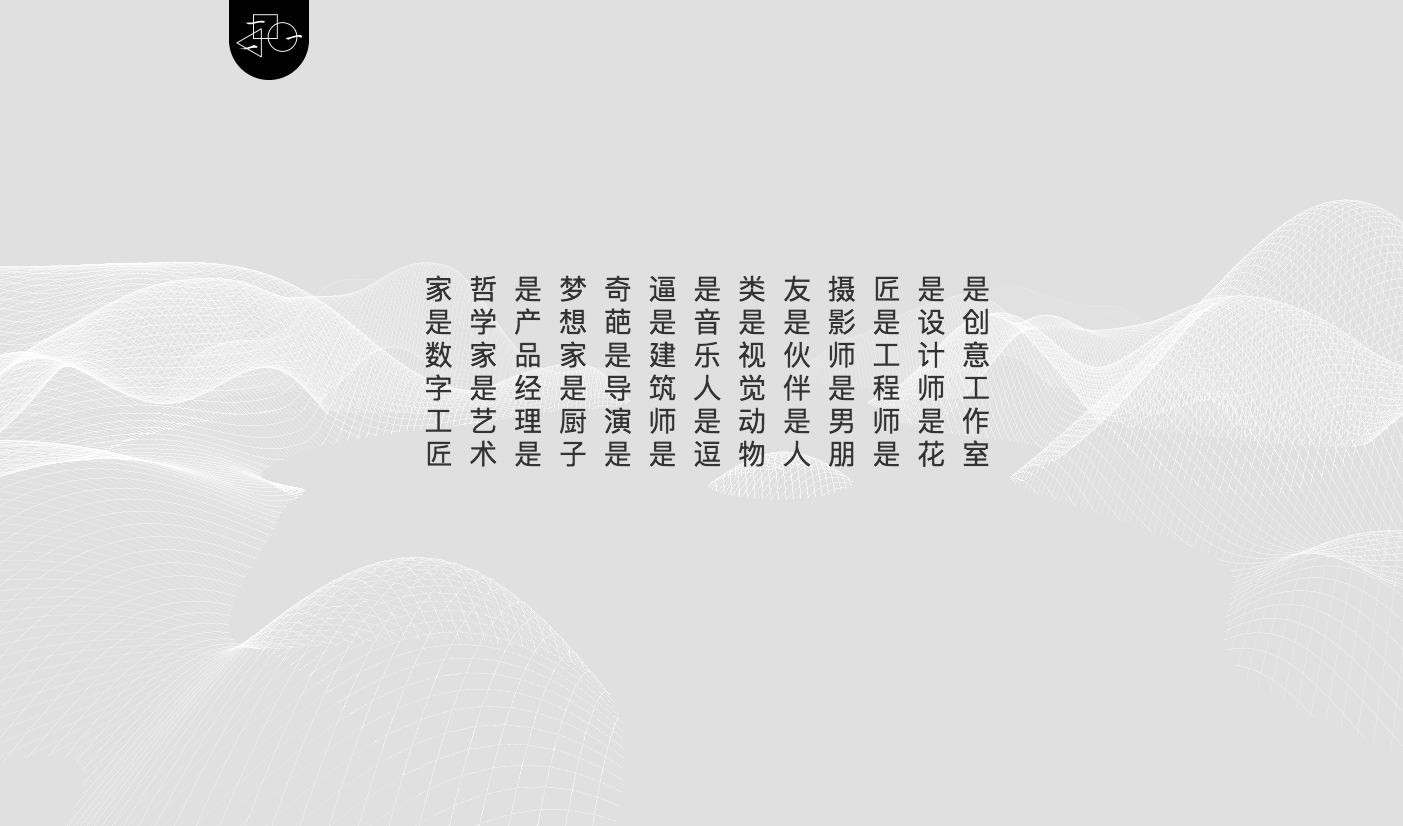 是创意工作室
是设计师是花
匠是工程师是
摄影师是男朋
友是伙伴是人
类是视觉动物
是音乐人是逗
逼是建筑师是
奇葩是导演是
梦想家是厨子
是产品经理是
哲学家是艺术
家是数字工匠